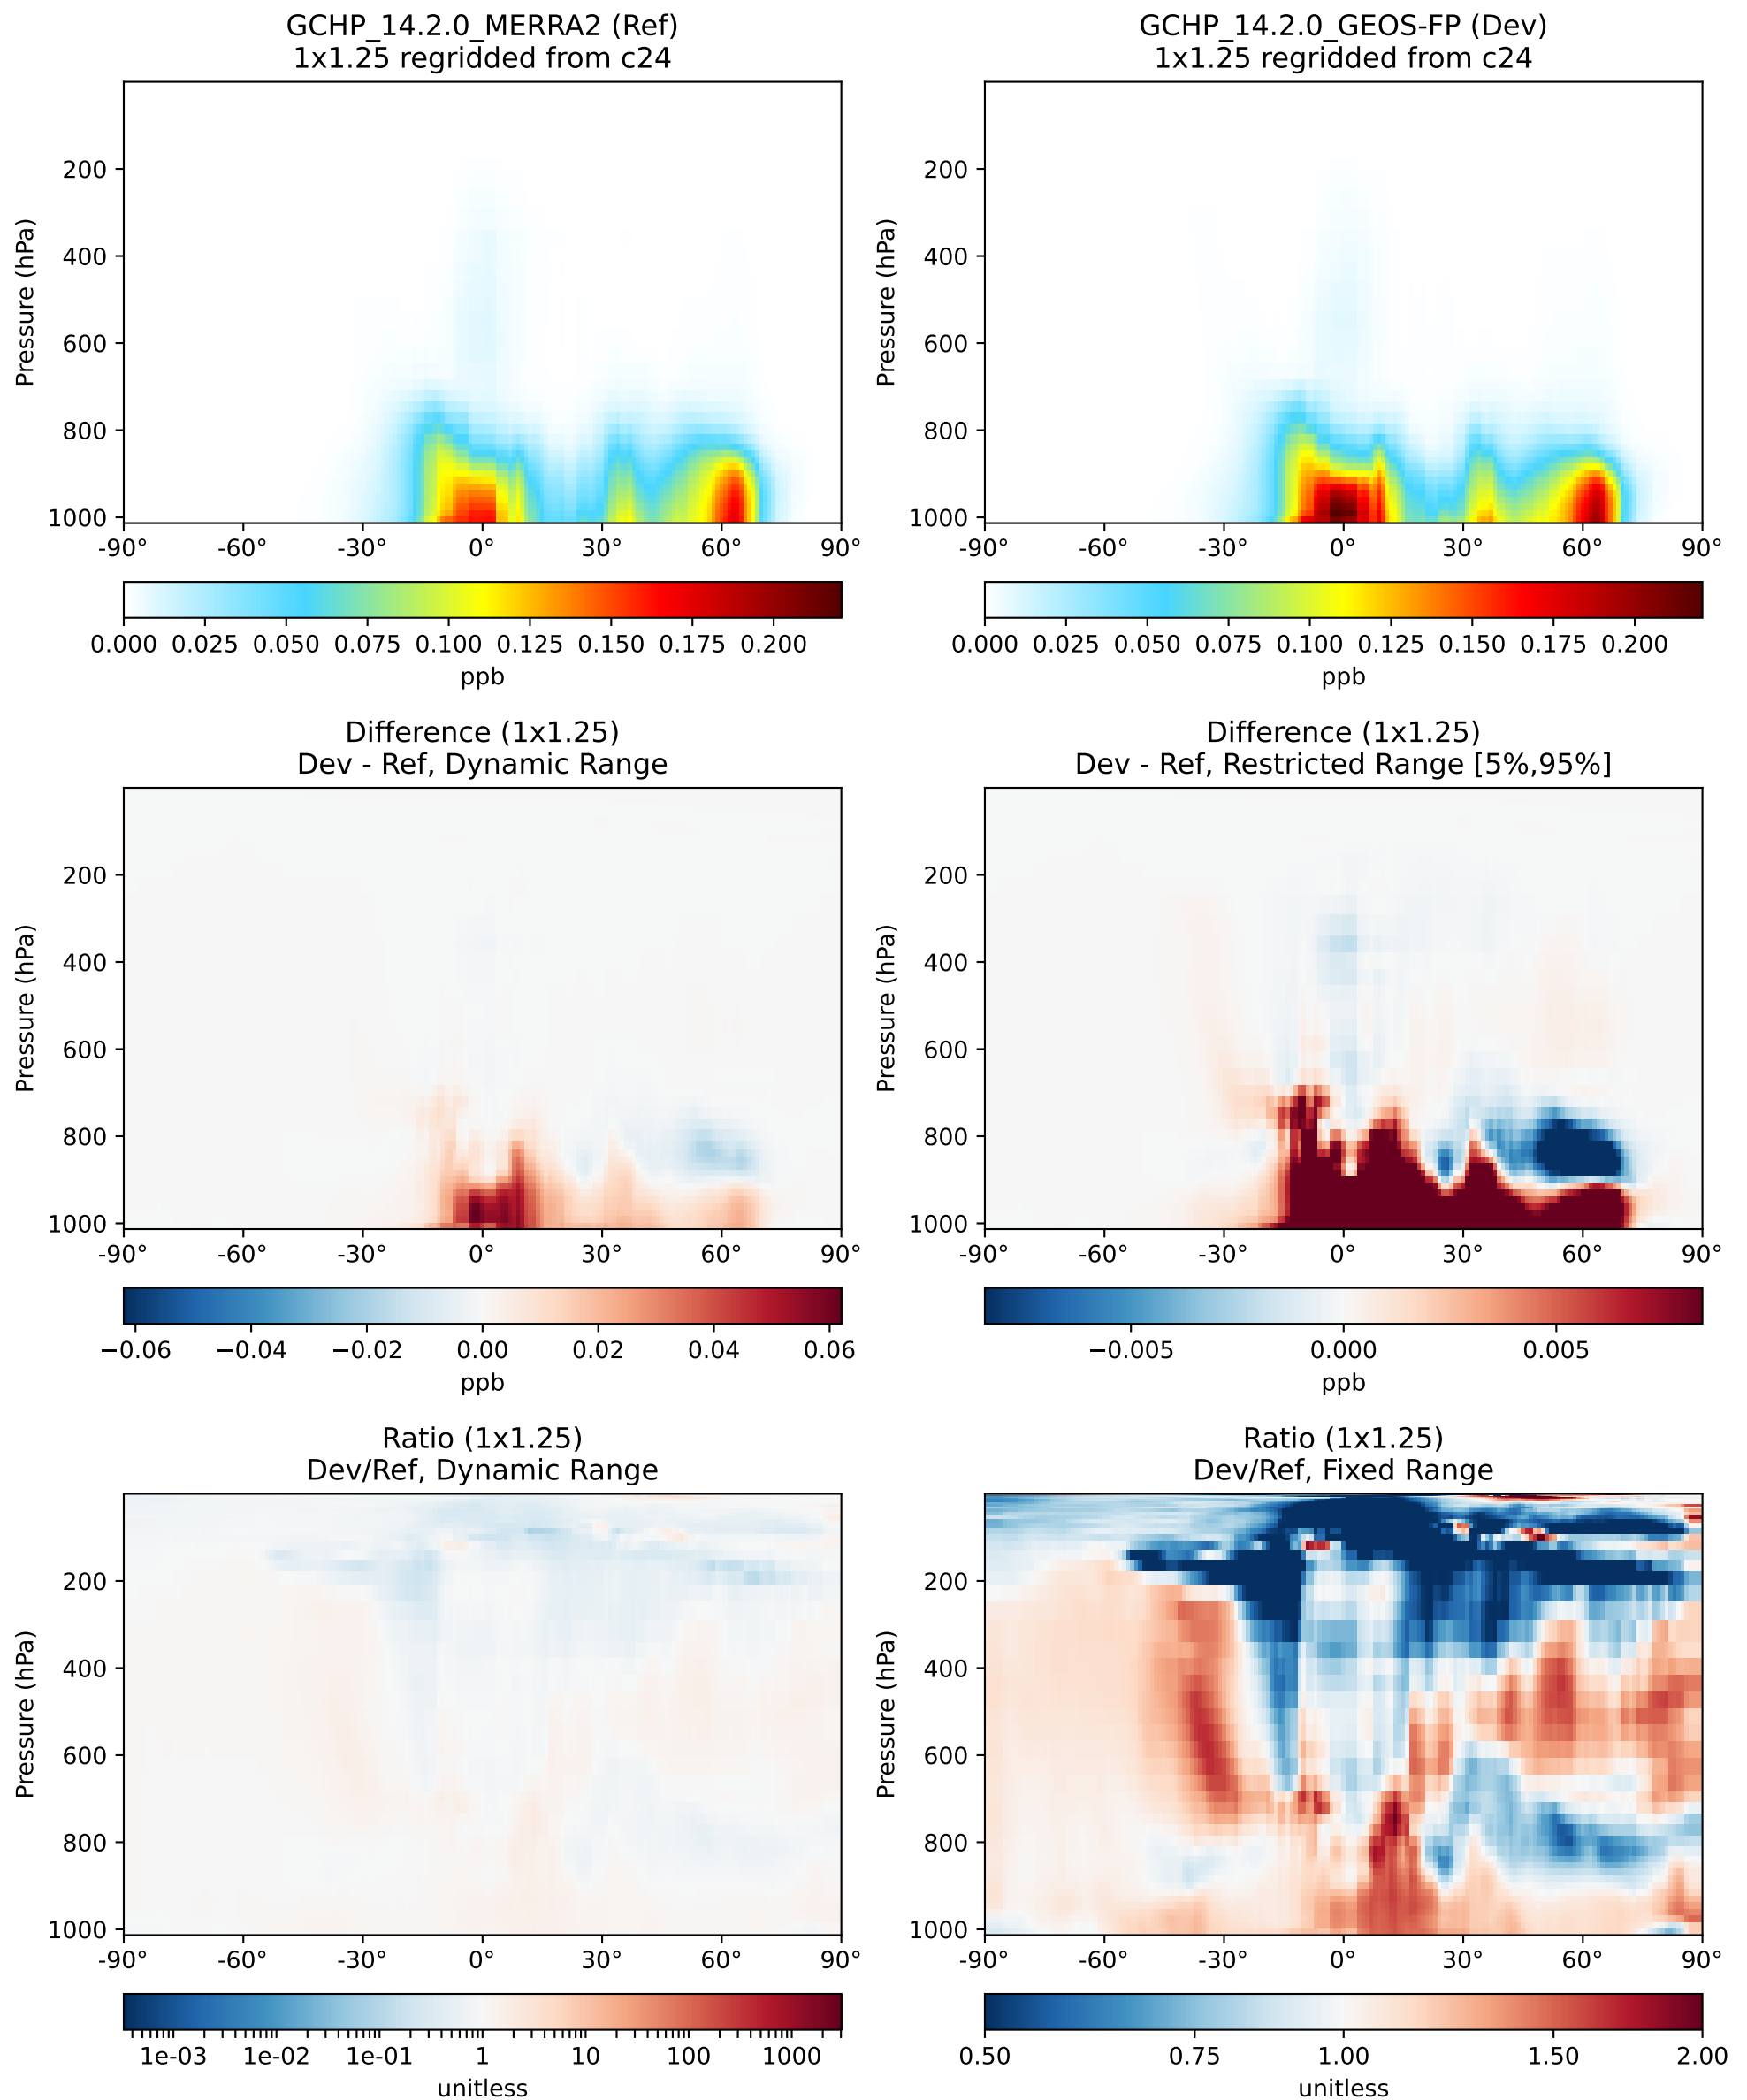 GCHP_14.2.0_MERRA2 (Ref)
1x1.25 regridded from c24
Pressure (hPa)
200
400
600
800
1000
-90° -60° -30° 0° 30° 60° 90°
0.000 0.025 0.050 0.075 0.100 0.125 0.150 0.175 0.200
ppb
GCHP_14.2.0_GEOS-FP (Dev)
1x1.25 regridded from c24
Pressure (hPa)
200
400
600
800
1000
-90° -60° -30° 0° 30° 60° 90°
0.000 0.025 0.050 0.075 0.100 0.125 0.150 0.175 0.200
ppb
Difference (1x1.25)
Dev - Ref, Dynamic Range
Pressure (hPa)
200
400
600
800
1000
-90° -60° -30° 0° 30° 60° 90°
−0.06 −0.04 −0.02 0.00 0.02 0.04 0.06
ppb
Difference (1x1.25)
Dev - Ref, Restricted Range [5%,95%]
Pressure (hPa)
200
400
600
800
1000
-90° -60° -30° 0° 30° 60° 90°
−0.005 0.000 0.005
ppb
Ratio (1x1.25)
Dev/Ref, Dynamic Range
Pressure (hPa)
200
400
600
800
1000
-90° -60° -30° 0° 30° 60° 90°
1e-03 1e-02 1e-01 1 10 100 1000
unitless
Ratio (1x1.25)
Dev/Ref, Fixed Range
Pressure (hPa)
200
400
600
800
1000
-90° -60° -30° 0° 30° 60° 90°
0.50 0.75 1.00 1.50 2.00
unitless